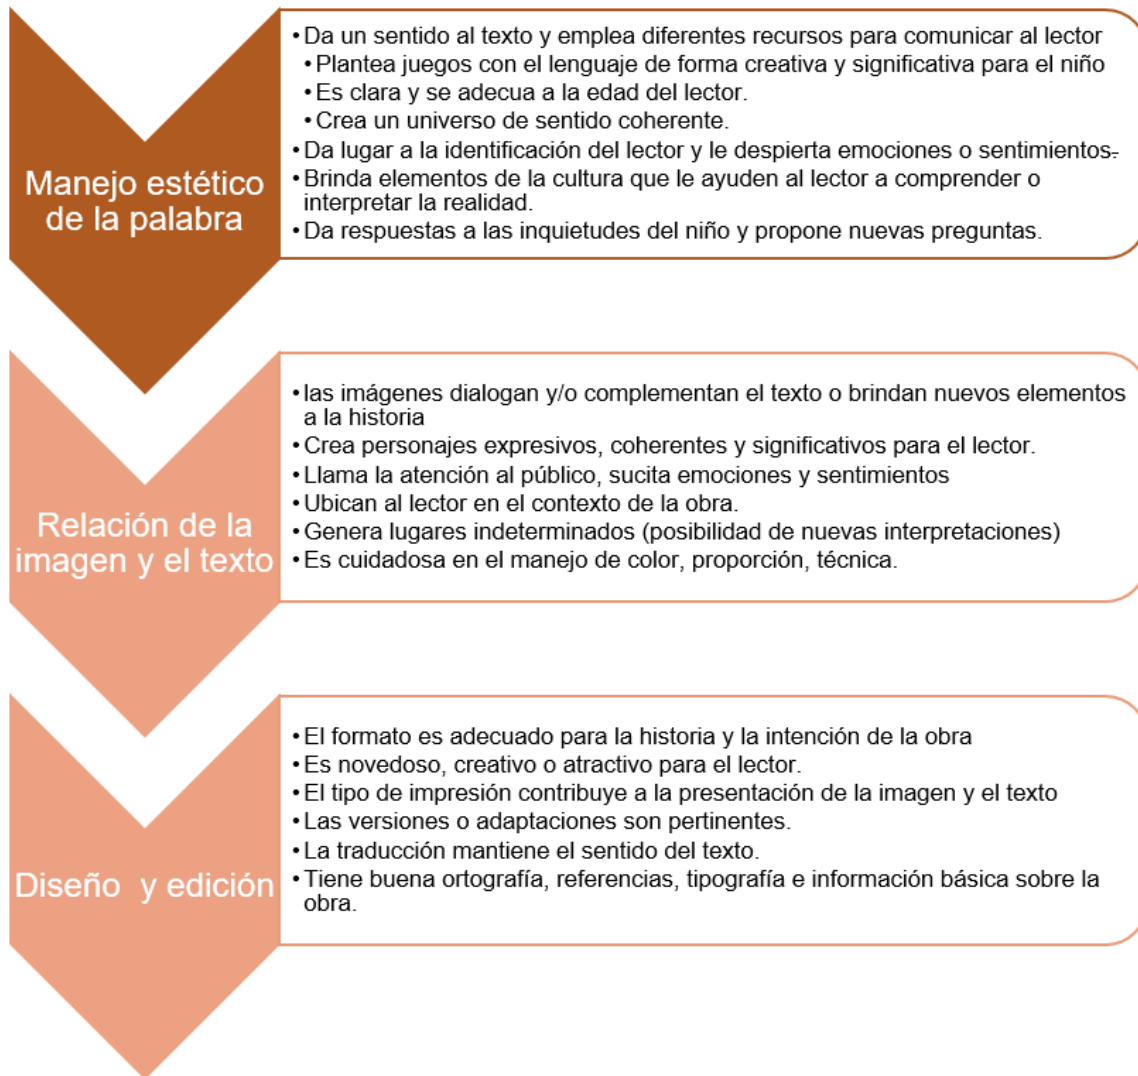 Manejo estético
de la palabra
•Da un sentido al texto y emplea diferentes recursos para comunicar al lector
•Plantea juegos con el lenguaje de forma creativa y significativa para el niño
•Es clara y se adecua a la edad del lector.
•Crea un universo de sentido coherente.
•Da lugar a la identificación del lector y le despierta emociones o sentimientos.
•Brinda elementos de la cultura que le ayuden al lector a comprender o
interpretar la realidad.
•Da respuestas a las inquietudes del niño y propone nuevas preguntas.
Relación de la
imagen y el texto
•las imágenes dialogan y/o complementan el texto o brindan nuevos elementos
a la historia
•Crea personajes expresivos, coherentes y significativos para el lector.
•Llama la atención al público, sucita emociones y sentimientos
•Ubican al lector en el contexto de la obra.
•Genera lugares indeterminados (posibilidad de nuevas interpretaciones)
•Es cuidadosa en el manejo de color, proporción, técnica.
Diseño y edición
•El formato es adecuado para la historia y la intención de la obra
•Es novedoso, creativo o atractivo para el lector.
•El tipo de impresión contribuye a la presentación de la imagen y el texto
•Las versiones o adaptaciones son pertinentes.
•La traducción mantiene el sentido del texto.
•Tiene buena ortografía, referencias, tipografía e información básica sobre la
obra.